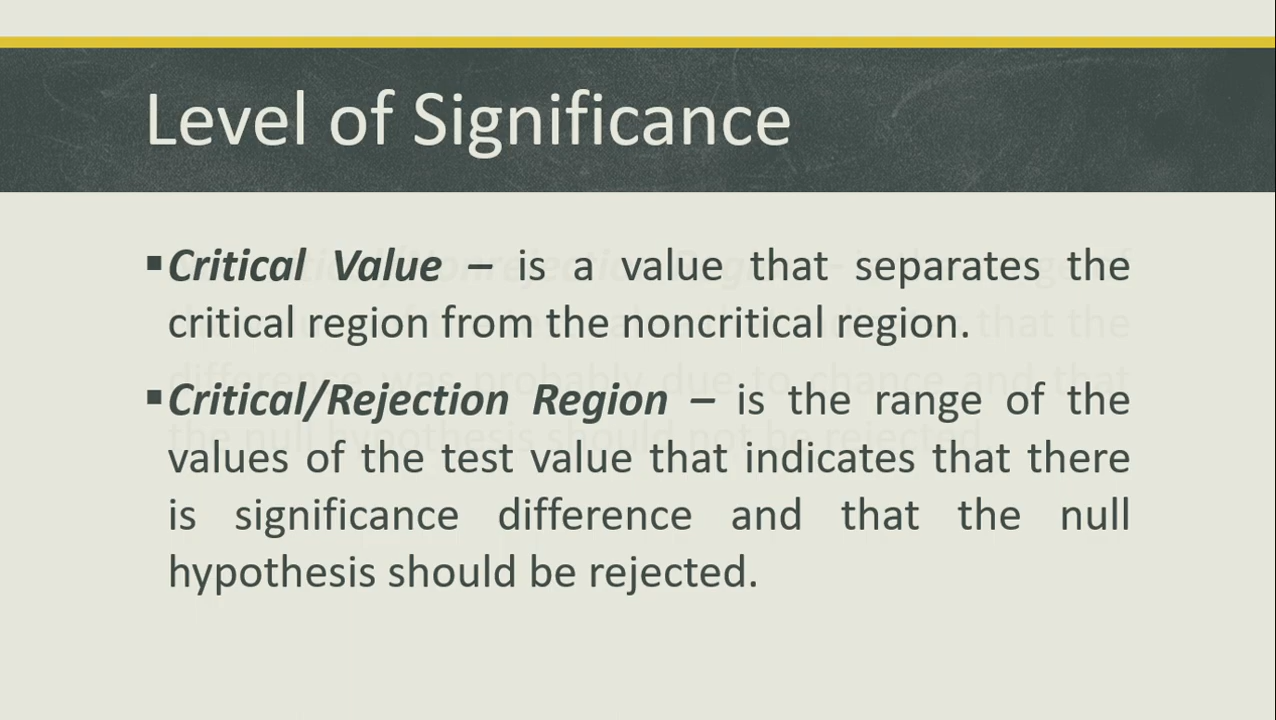 Level of Significance
▪Critical Value – is a value that separates the
critical region from the noncritical region.
▪Critical/Rejection Region – is the range of the
values of the test value that indicates that there
is significance difference and that the null
hypothesis should be rejected.